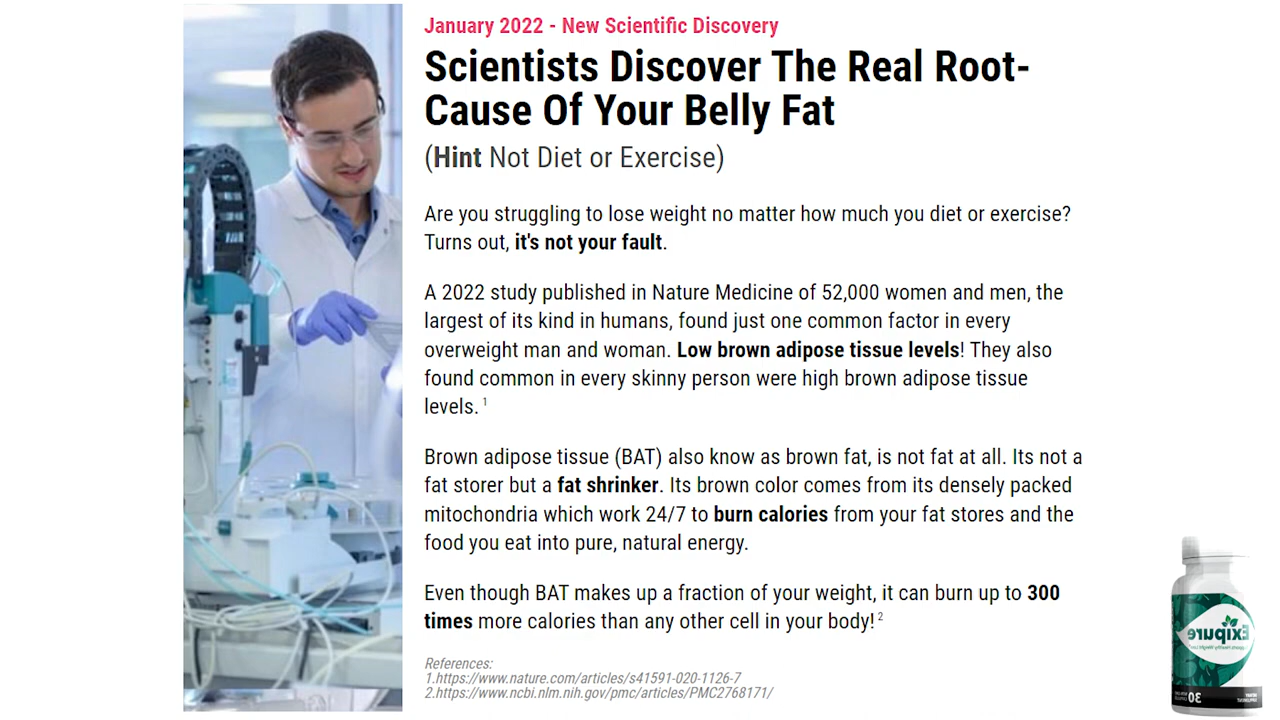 January 2022 - New Scientific Discovery
Scientists Discover The Real Root-
Cause Of Your Belly Fat
(Hint Not Diet or Exercise)
Are you struggling to lose weight no matter how much you diet or exercise?
Turns out, it's not your fault.
A 2022 study published in Nature Medicine of 52,000 women and men, the
largest of its kind in humans, found just one common factor in every
overweight man and woman. Low brown adipose tissue levels! They also
found common in every skinny person were high brown adipose tissue
levels. 1
Brown adipose tissue (BAT) also know as brown fat, is not fat at all. Its not a
fat storer but a fat shrinker. Its brown color comes from its densely packed
mitochondria which work 24/7 to burn calories from your fat stores and the
food you eat into pure, natural energy.
Even though BAT makes up a fraction of your weight, it can burn up to 300
times more calories than any other cell in your body! 2
References:
1.https://www.nature.com/articles/s41591-020-1126-7
2.https://www.ncbi.nlm.nih.gov/pmc/articles/PMC2768171/
Exipure
30